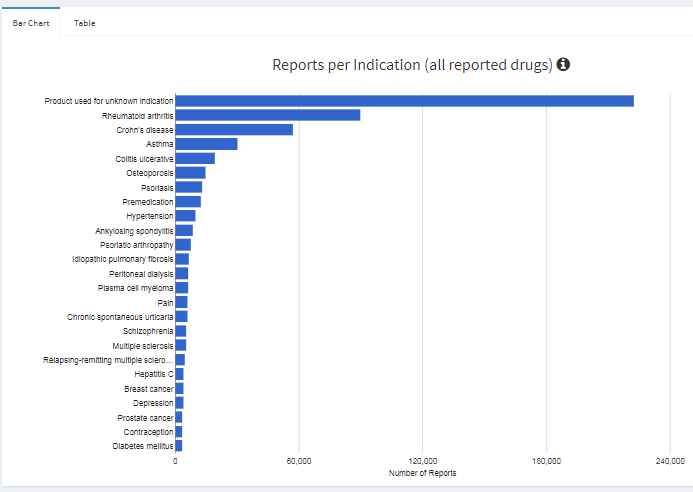 Bar Chart
Table
Reports per Indication (all reported drugs)
Product used for unknown indication
Rheumatoid arthritis
Crohn's disease
Asthma
Colitis ulcerative
Osteoporosis
Psoriasis
Premedication
Hypertension
Ankylosing spondylitis
Psoriatic arthropathy
Idiopathic pulmonary fibrosis
Peritoneal dialysis
Plasma cell myeloma
Pain
Chronic spontaneous urticaria
Schizophrenia
Multiple sclerosis
Relapsing-remitting multiple sclero...
Hepatitis C
Breast cancer
Depression
Prostate cancer
Contraception
Diabetes mellitus
0 60,000 120,000 180,000 240,000
Number of Reports